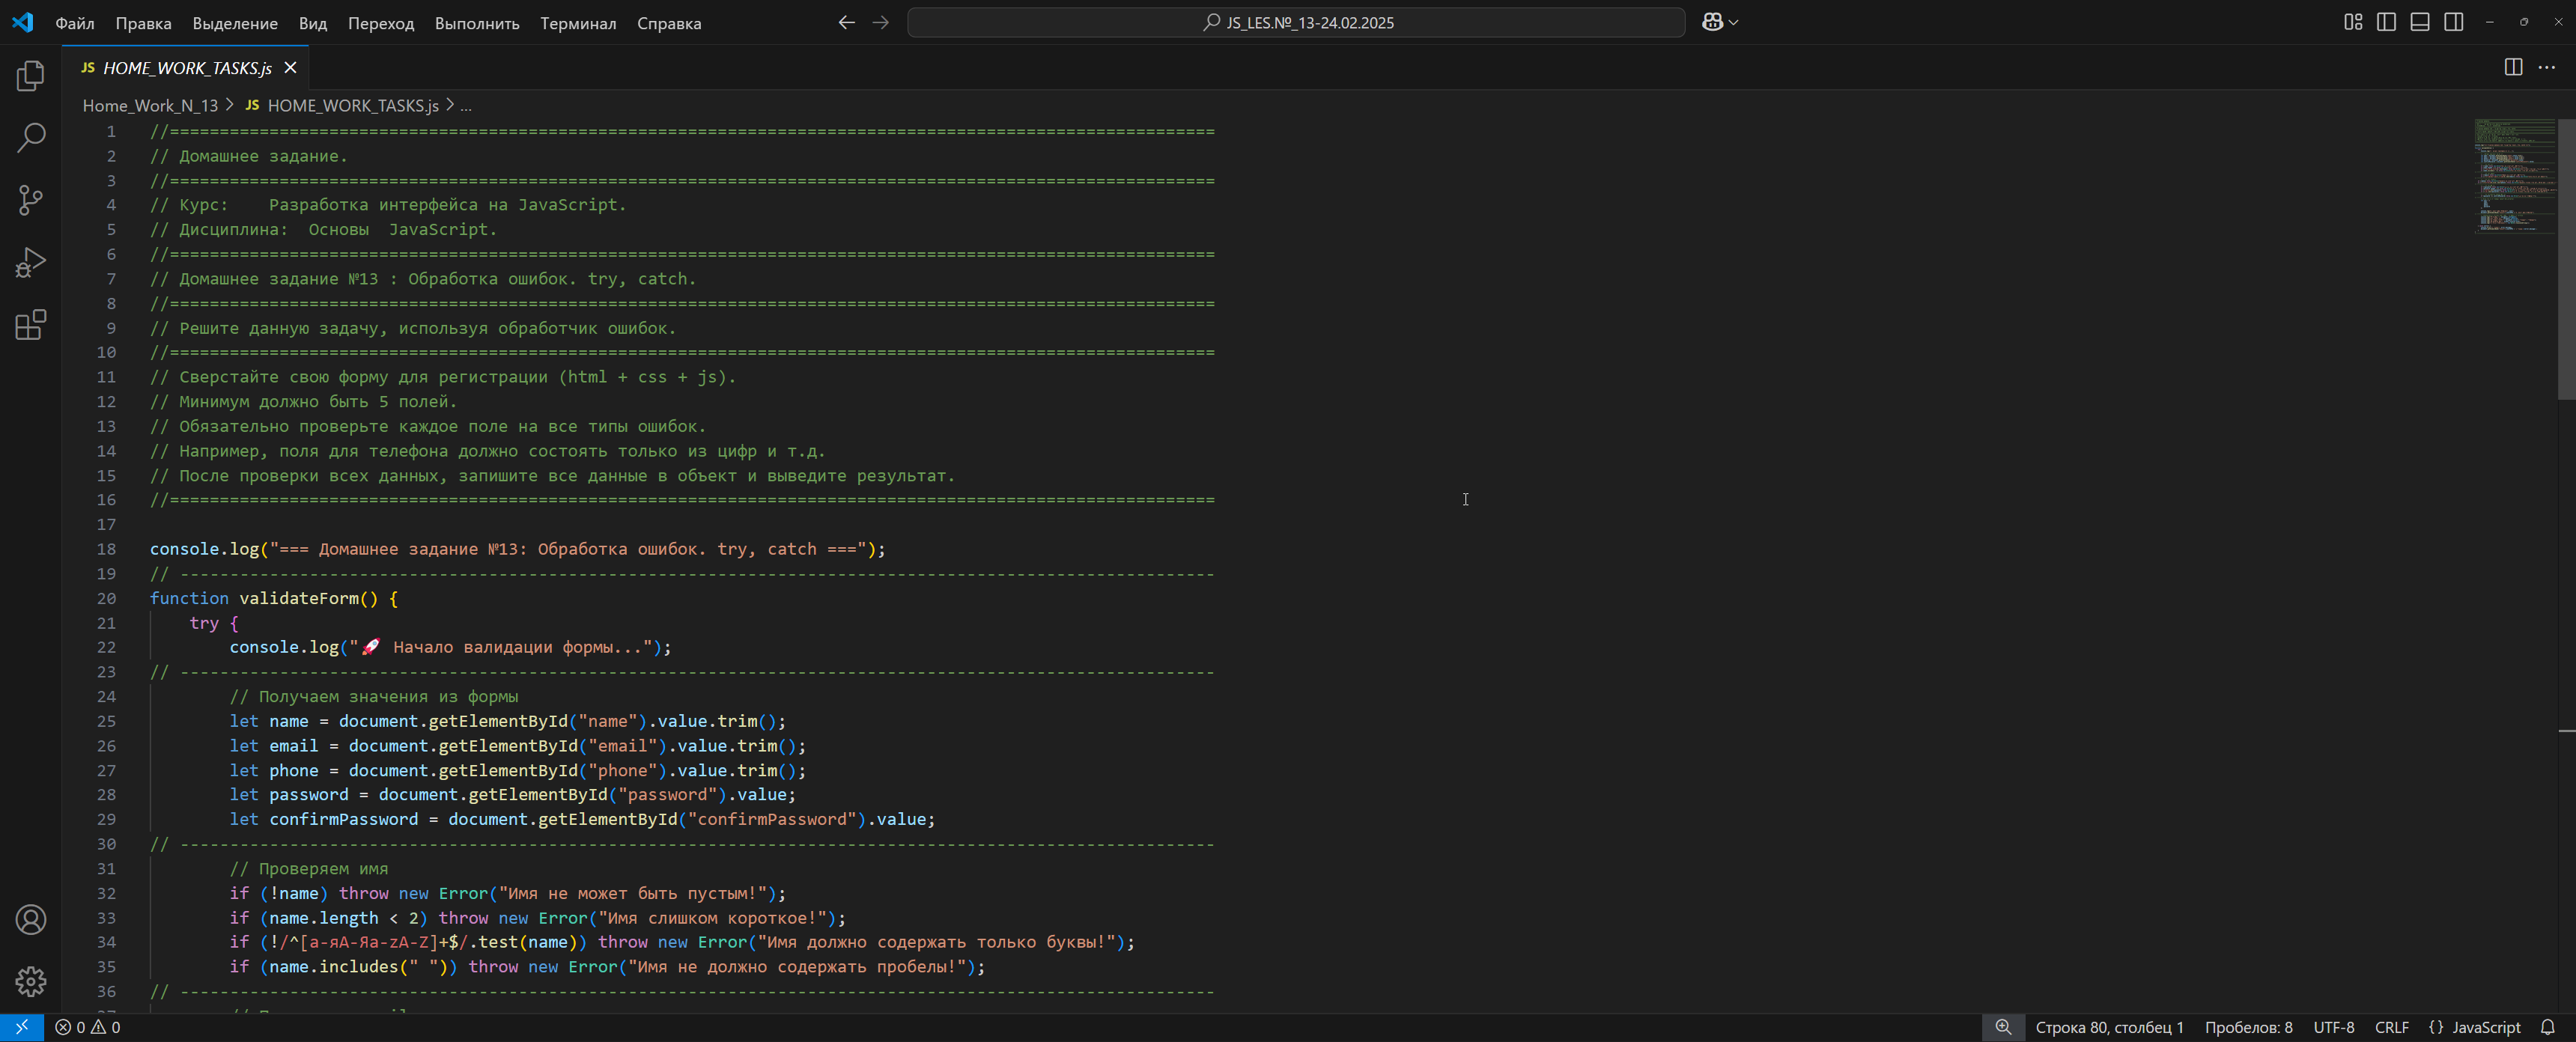 Файл Правка Выделение Вид Переход Выполнить Терминал Справка JS_LES.№_13-24.02.2025
JS HOME_WORK_TASKS.js
Home_Work_N_13 > JS HOME_WORK_TASKS.js > ...
1 //=========================================================================================================
2 // Домашнее задание.
3 //=========================================================================================================
4 // Курс:    Разработка интерфейса на JavaScript.
5 // Дисциплина:  Основы  JavaScript.
6 //=========================================================================================================
7 // Домашнее задание №13 : Обработка ошибок. try, catch.
8 //=========================================================================================================
9 // Решите данную задачу, используя обработчик ошибок.
10 //=========================================================================================================
11 // Сверстайте свою форму для регистрации (html + css + js).
12 // Минимум должно быть 5 полей.
13 // Обязательно проверьте каждое поле на все типы ошибок.
14 // Например, поля для телефона должно состоять только из цифр и т.д.
15 // После проверки всех данных, запишите все данные в объект и выведите результат.
16 //=========================================================================================================
17
18 console.log("=== Домашнее задание №13: Обработка ошибок. try, catch ===");
19 // --------------------------------------------------------------------------------------------------------
20 function validateForm() {
21     try {
22         console.log("🚀 Начало валидации формы...");
23 // --------------------------------------------------------------------------------------------------------
24         // Получаем значения из формы
25         let name = document.getElementById("name").value.trim();
26         let email = document.getElementById("email").value.trim();
27         let phone = document.getElementById("phone").value.trim();
28         let password = document.getElementById("password").value;
29         let confirmPassword = document.getElementById("confirmPassword").value;
30 // --------------------------------------------------------------------------------------------------------
31         // Проверяем имя
32         if (!name) throw new Error("Имя не может быть пустым!");
33         if (name.length < 2) throw new Error("Имя слишком короткое!");
34         if (!/^[а-яА-Яa-zA-Z]+$/.test(name)) throw new Error("Имя должно содержать только буквы!");
35         if (name.includes(" ")) throw new Error("Имя не должно содержать пробелы!");
36 // --------------------------------------------------------------------------------------------------------
0 0 Строка 80, столбец 1 Пробелов: 8 UTF-8 CRLF {} JavaScript